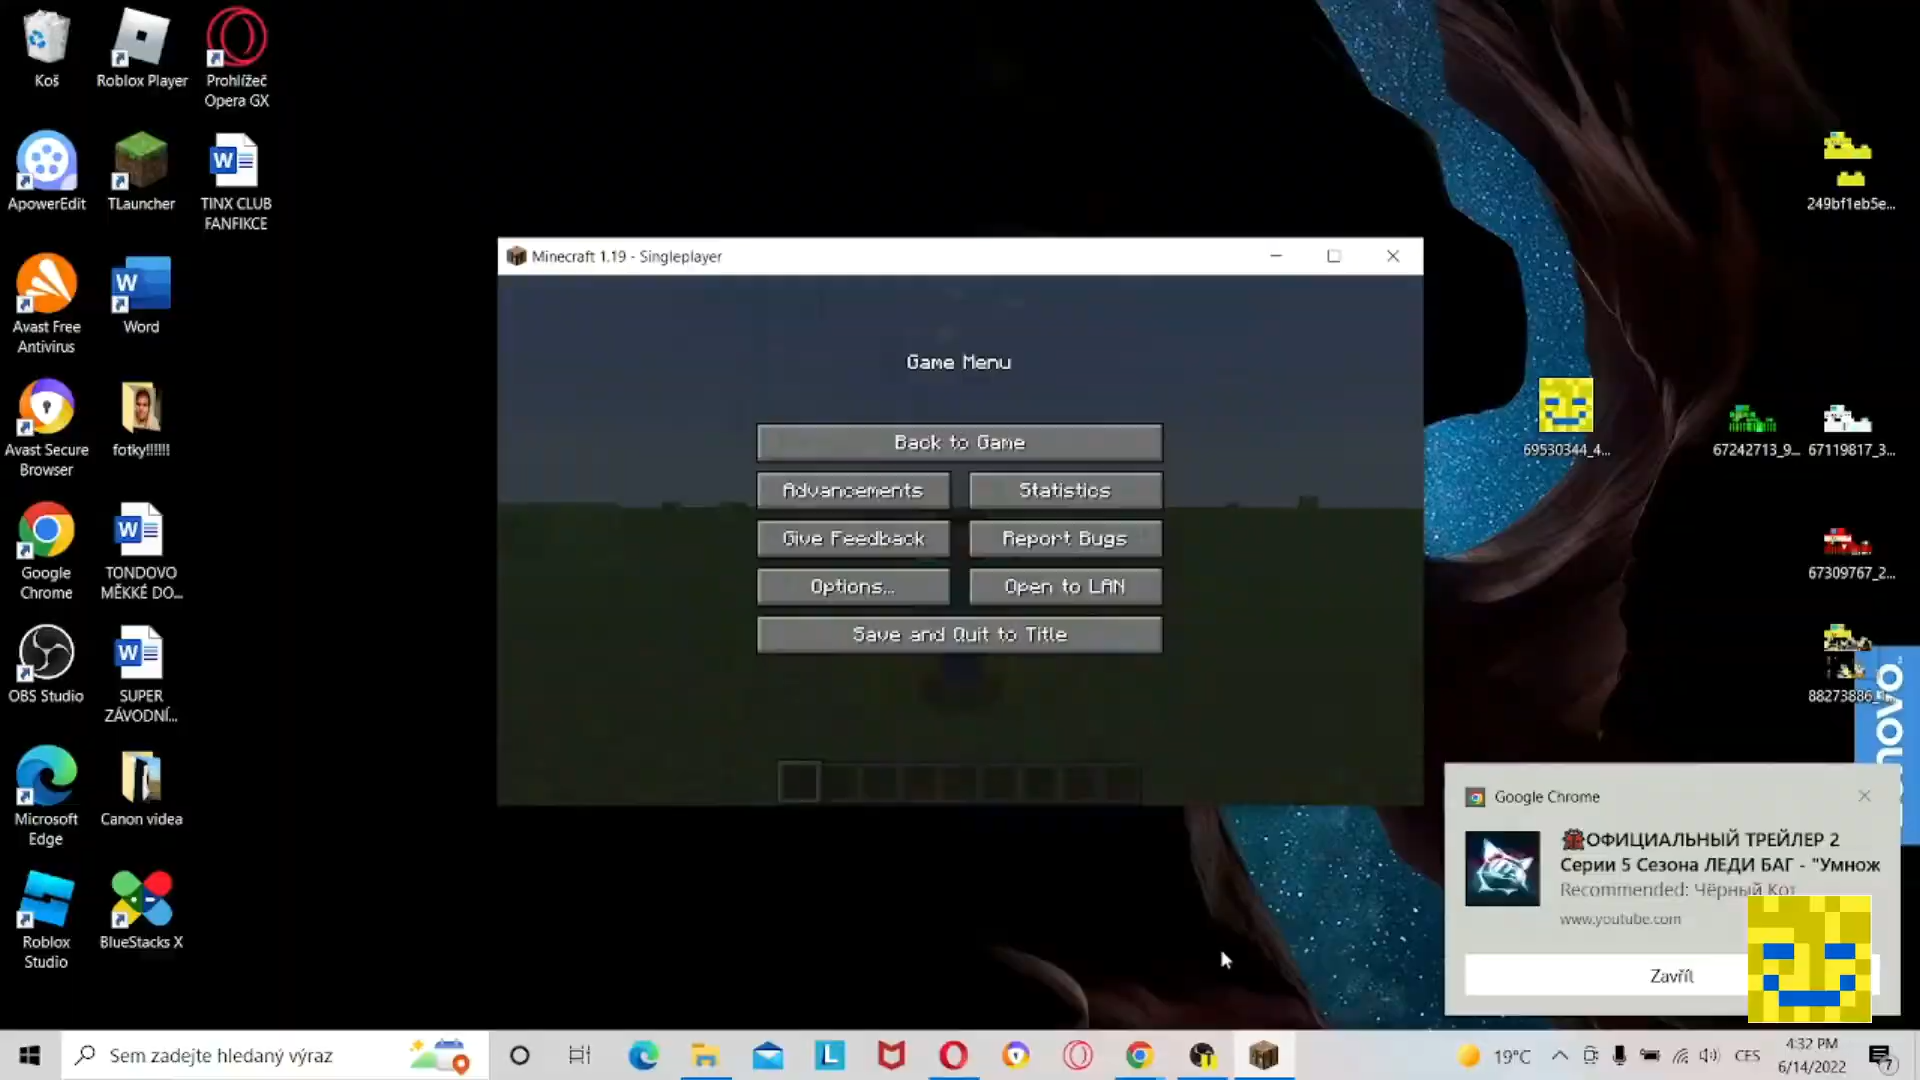 Koš
Roblox Player
Prohlížeč
Opera GX
ApowerEdit
TLauncher
TINX CLUB
FANFIKCE
Avast Free
Antivirus
Word
Avast Secure
Browser
fotky!!!!!!
Google
Chrome
TONDOVO
MĚKKÉ DO...
OBS Studio
SUPER
ZÁVODNÍ...
Microsoft
Edge
Canon videa
Roblox
Studio
BlueStacks X
Minecraft 1.19 - Singleplayer
Game Menu
Back to Game
Advancements
Statistics
Give Feedback
Report Bugs
Options...
Open to LAN
Save and Quit to Title
249bf1eb5e...
69530344_4...
67242713_9...
67119817_3...
67309767_2...
88273886_1...
Google Chrome
ОФИЦИАЛЬНЫЙ ТРЕЙЛЕР 2
Серии 5 Сезона ЛЕДИ БАГ - "Умнож
Recommended: Чёрный Кот
www.youtube.com
Zavřít
Sem zadejte hledaný výraz
19°C
CES
4:32 PM
6/14/2022
7